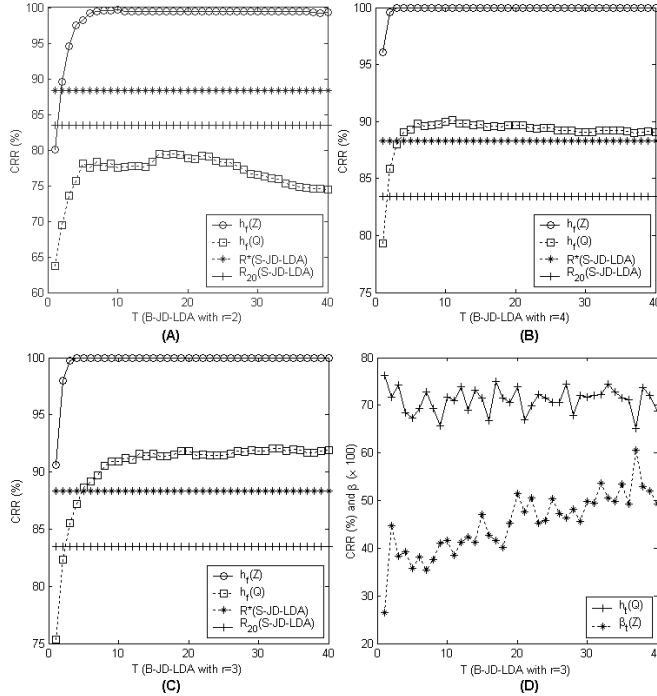 100
95
90
85
80
75
70
65
60
CRR (%)
0 10 20 30 40
T (B-JD-LDA with r=2)
h_f(Z)
h_f(Q)
R*(S-JD-LDA)
R_20(S-JD-LDA)
(A)
100
95
90
85
80
75
CRR (%)
0 10 20 30 40
T (B-JD-LDA with r=4)
h_f(Z)
h_f(Q)
R*(S-JD-LDA)
R_20(S-JD-LDA)
(B)
100
95
90
85
80
75
CRR (%)
0 10 20 30 40
T (B-JD-LDA with r=3)
h_f(Z)
h_f(Q)
R*(S-JD-LDA)
R_20(S-JD-LDA)
(C)
80
70
60
50
40
30
20
CRR (%) and β (× 100)
0 10 20 30 40
T (B-JD-LDA with r=3)
h_t(Q)
β_t(Z)
(D)